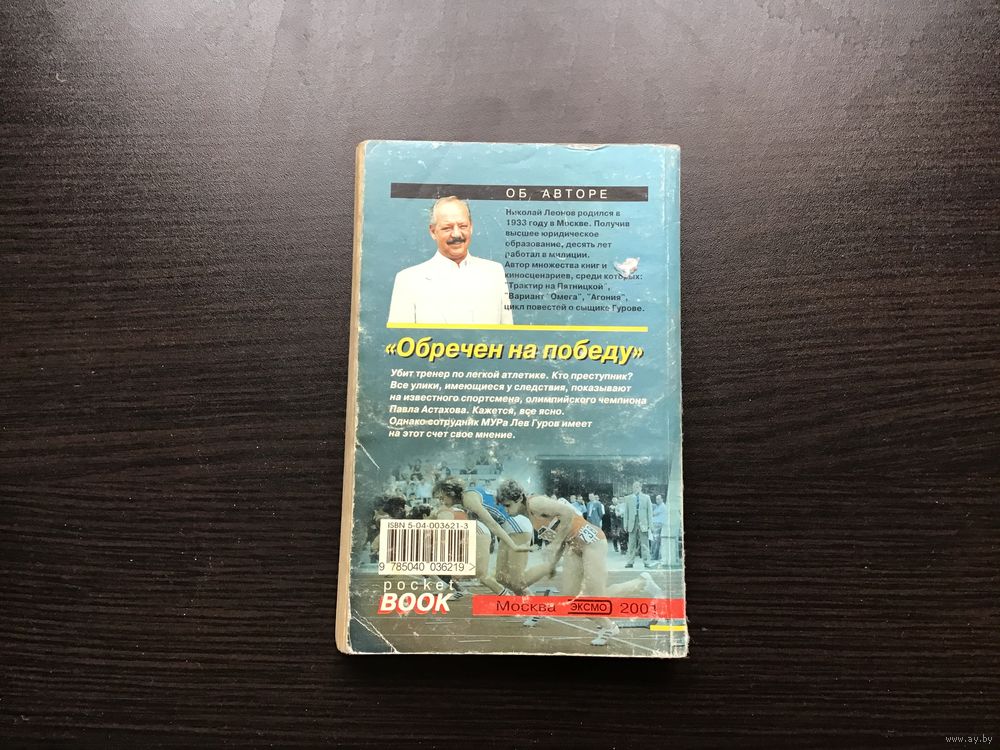 ОБ АВТОРЕ
Николай Леонов родился в
1933 году в Москве. Получив
высшее юридическое
образование, десять лет
работал в милиции.
Автор множества книг и
киносценариев, среди которых:
"Трактир на Пятницкой",
"Вариант "Омега", "Агония",
цикл повестей о сыщике Гурове.
«Обречен на победу»
Убит тренер по легкой атлетике. Кто преступник?
Все улики, имеющиеся у следствия, показывают
на известного спортсмена, олимпийского чемпиона
Павла Астахова. Кажется, все ясно.
Однако сотрудник МУРа Лев Гуров имеет
на этот счет свое мнение.
ISBN 5-04-003621-3
9 785040 036219 >
pocket
BOOK
Москва ЭКСМО 2001
www.ay.by